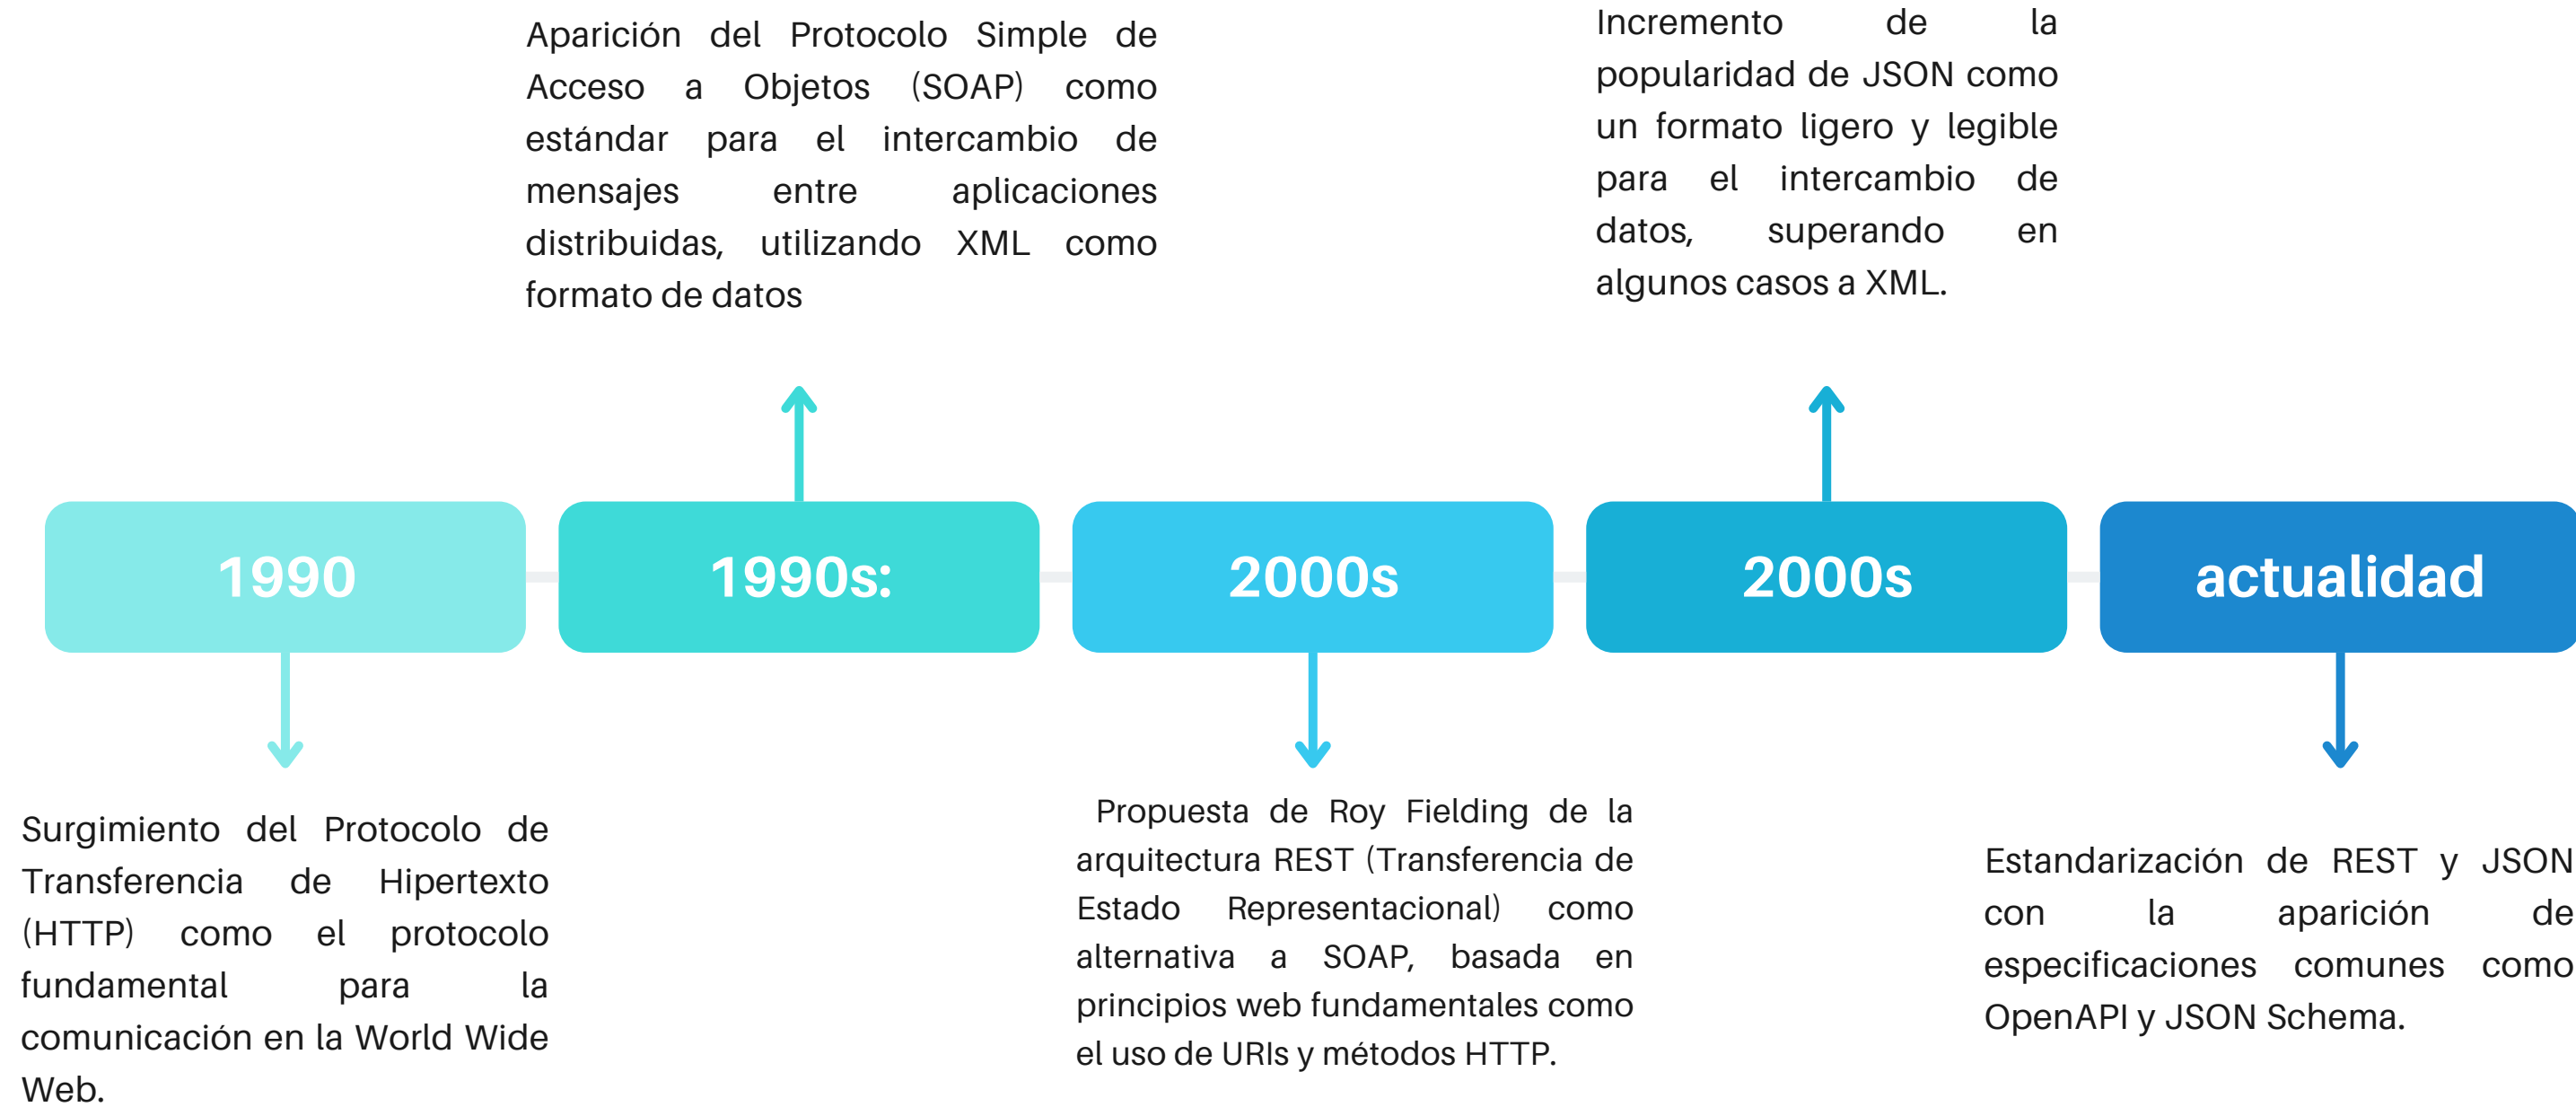 Aparición del Protocolo Simple de
Acceso a Objetos (SOAP) como
estándar para el intercambio de
mensajes entre aplicaciones
distribuidas, utilizando XML como
formato de datos
Incremento de la
popularidad de JSON como
un formato ligero y legible
para el intercambio de
datos, superando en
algunos casos a XML.
1990
1990s:
2000s
2000s
actualidad
Surgimiento del Protocolo de
Transferencia de Hipertexto
(HTTP) como el protocolo
fundamental para la
comunicación en la World Wide
Web.
Propuesta de Roy Fielding de la
arquitectura REST (Transferencia de
Estado Representacional) como
alternativa a SOAP, basada en
principios web fundamentales como
el uso de URIs y métodos HTTP.
Estandarización de REST y JSON
con la aparición de
especificaciones comunes como
OpenAPI y JSON Schema.